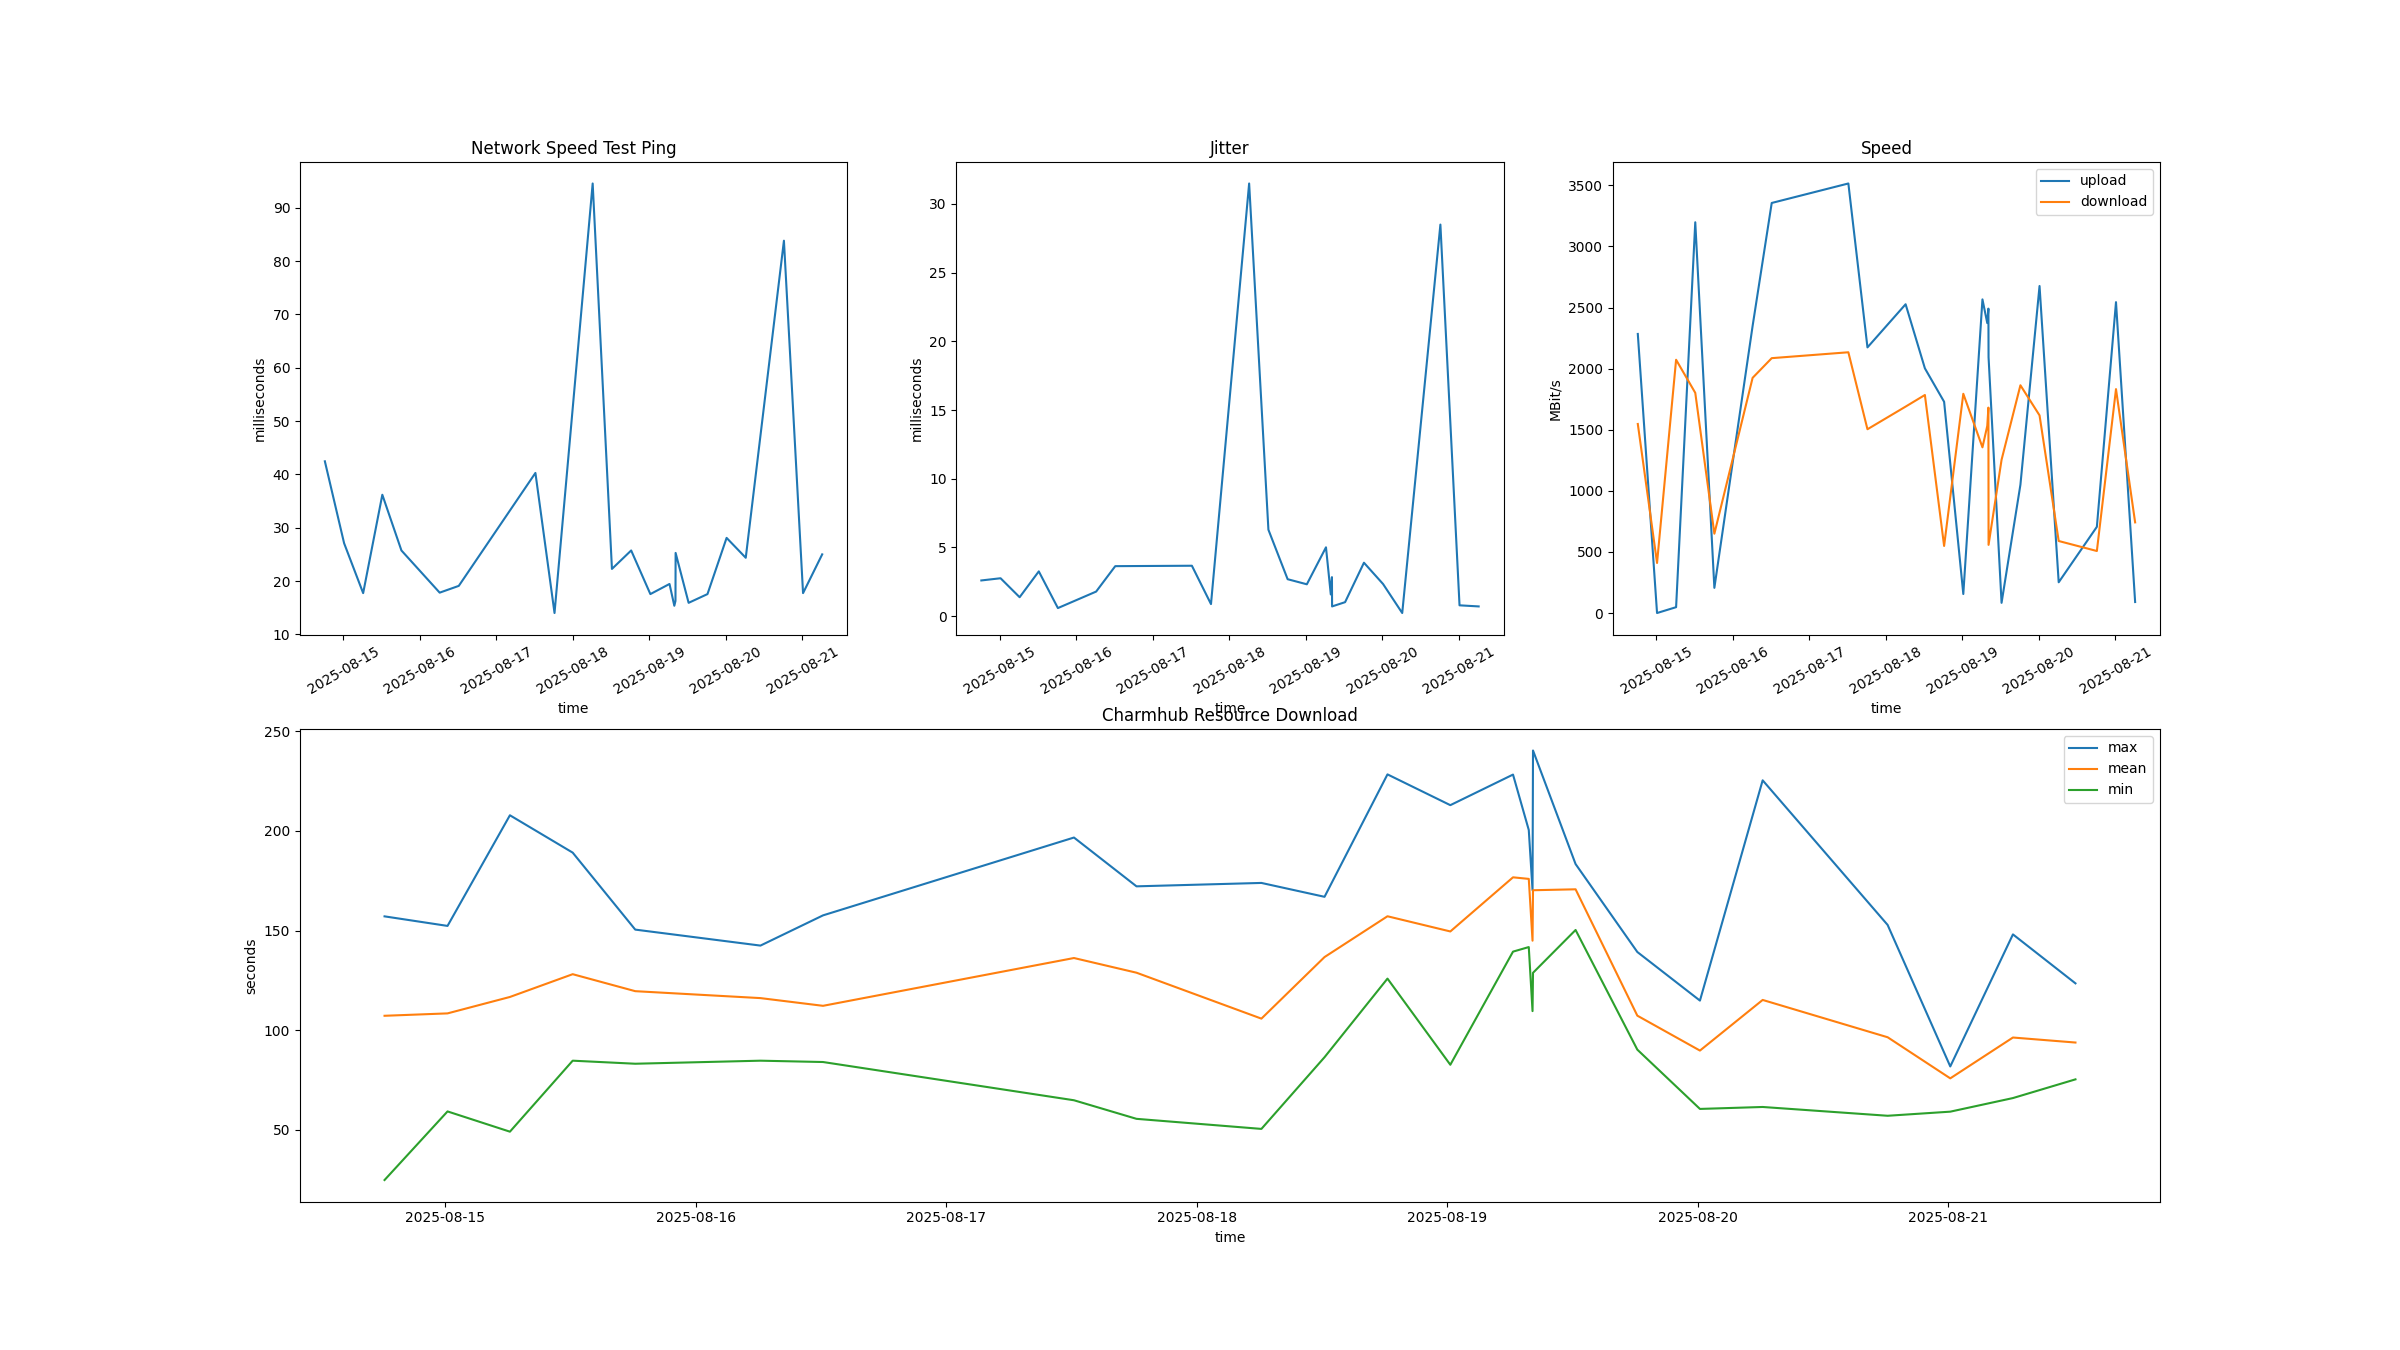 Network Speed Test Ping
milliseconds
90
80
70
60
50
40
30
20
10
2025-08-15 2025-08-16 2025-08-17 2025-08-18 2025-08-19 2025-08-20 2025-08-21
time
Jitter
milliseconds
30
25
20
15
10
5
0
2025-08-15 2025-08-16 2025-08-17 2025-08-18 2025-08-19 2025-08-20 2025-08-21
time
Speed
upload
download
MBit/s
3500
3000
2500
2000
1500
1000
500
0
2025-08-15 2025-08-16 2025-08-17 2025-08-18 2025-08-19 2025-08-20 2025-08-21
time
Charmhub Resource Download
max
mean
min
seconds
250
200
150
100
50
2025-08-15 2025-08-16 2025-08-17 2025-08-18 2025-08-19 2025-08-20 2025-08-21
time